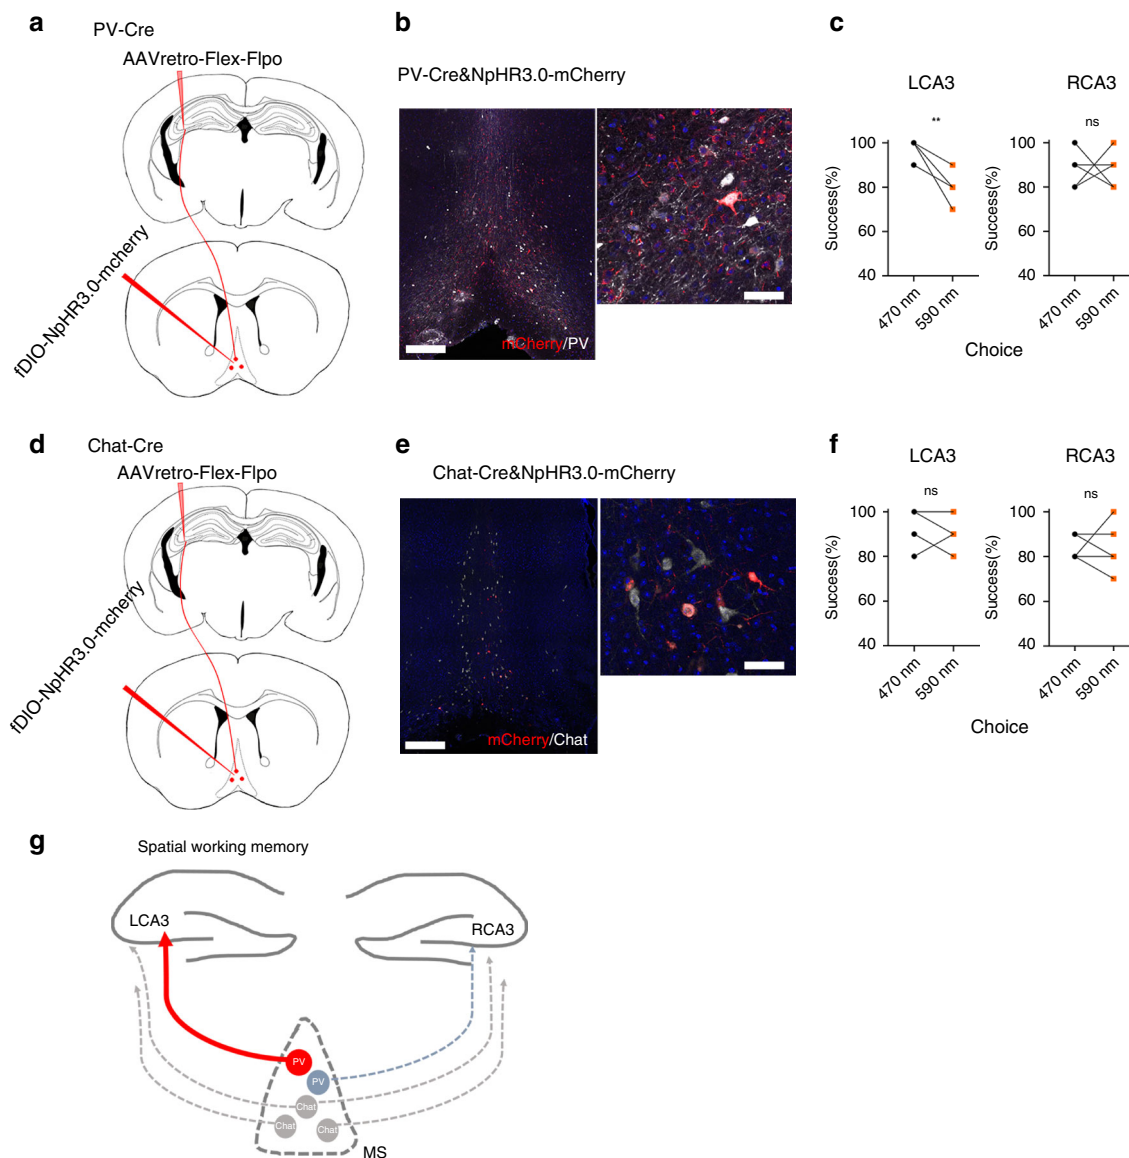 a
PV-Cre
AAVretro-Flex-Flpo
fDIO-NpHR3.0-mcherry
b
PV-Cre&NpHR3.0-mCherry
mCherry/PV
c
LCA3
**
Success(%)
100
80
60
40
470 nm
590 nm
RCA3
ns
Success(%)
100
80
60
40
470 nm
590 nm
Choice
d
Chat-Cre
AAVretro-Flex-Flpo
fDIO-NpHR3.0-mcherry
e
Chat-Cre&NpHR3.0-mCherry
mCherry/Chat
f
LCA3
ns
Success(%)
100
80
60
40
470 nm
590 nm
RCA3
ns
Success(%)
100
80
60
40
470 nm
590 nm
Choice
g
Spatial working memory
LCA3
RCA3
PV
PV
Chat
Chat
Chat
MS